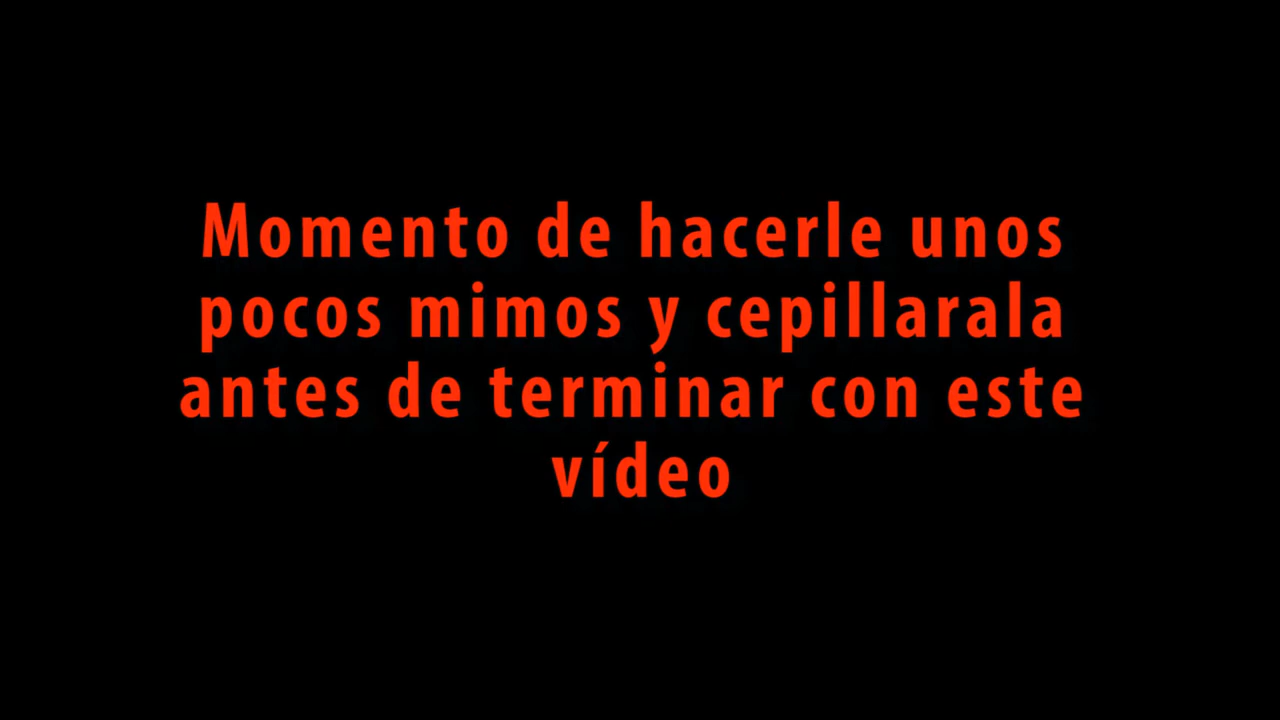 Momento de hacerle unos
pocos mimos y cepillarala
antes de terminar con este
vídeo